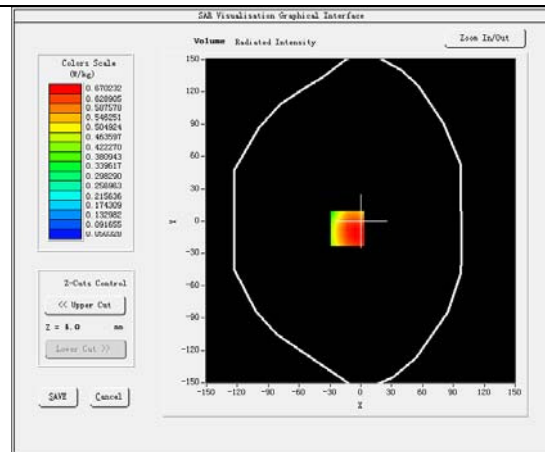 SAR Visualisation Graphical Interface
Volume Radiated Intensity
Zoom In/Out
Colors Scale
(W/kg)
0.670232
0.628905
0.587578
0.546251
0.504924
0.463597
0.422270
0.380943
0.339617
0.298290
0.256963
0.215636
0.174309
0.132982
0.091655
0.050328
Z-Cuts Control
<< Upper Cut
Z = 4.0 mm
Lower Cut >>
SAVE Cancel
150
120
90
60
30
0
-30
-60
-90
-120
-150
Y
-150 -120 -90 -60 -30 0 30 60 90 120 150
X